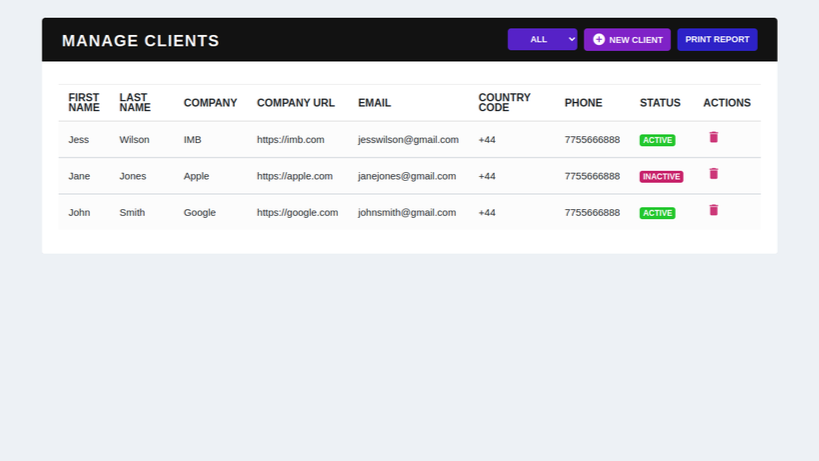 MANAGE CLIENTS ALL NEW CLIENT PRINT REPORT
FIRST NAME LAST NAME COMPANY COMPANY URL EMAIL COUNTRY CODE PHONE STATUS ACTIONS
Jess Wilson IMB https://imb.com jesswilson@gmail.com +44 7755666888 ACTIVE
Jane Jones Apple https://apple.com janejones@gmail.com +44 7755666888 INACTIVE
John Smith Google https://google.com johnsmith@gmail.com +44 7755666888 ACTIVE